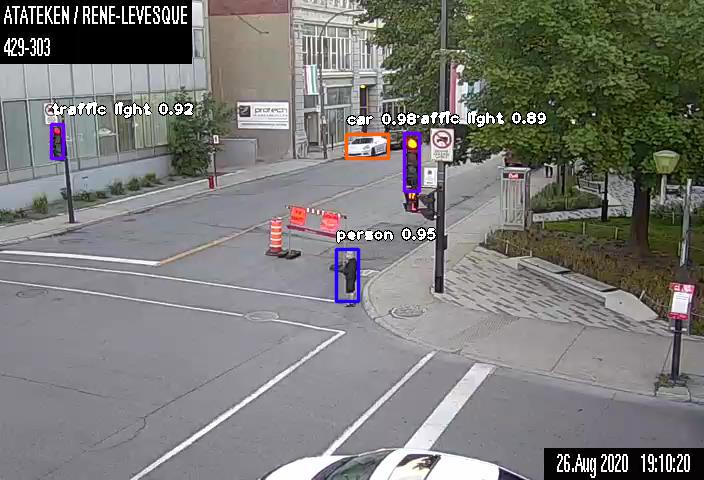 ATATEKEN / RENE-LEVESQUE
429-303
traffic light 0.92
car 0.98
affic light 0.89
protech
person 0.95
26.Aug 2020 19:10:20